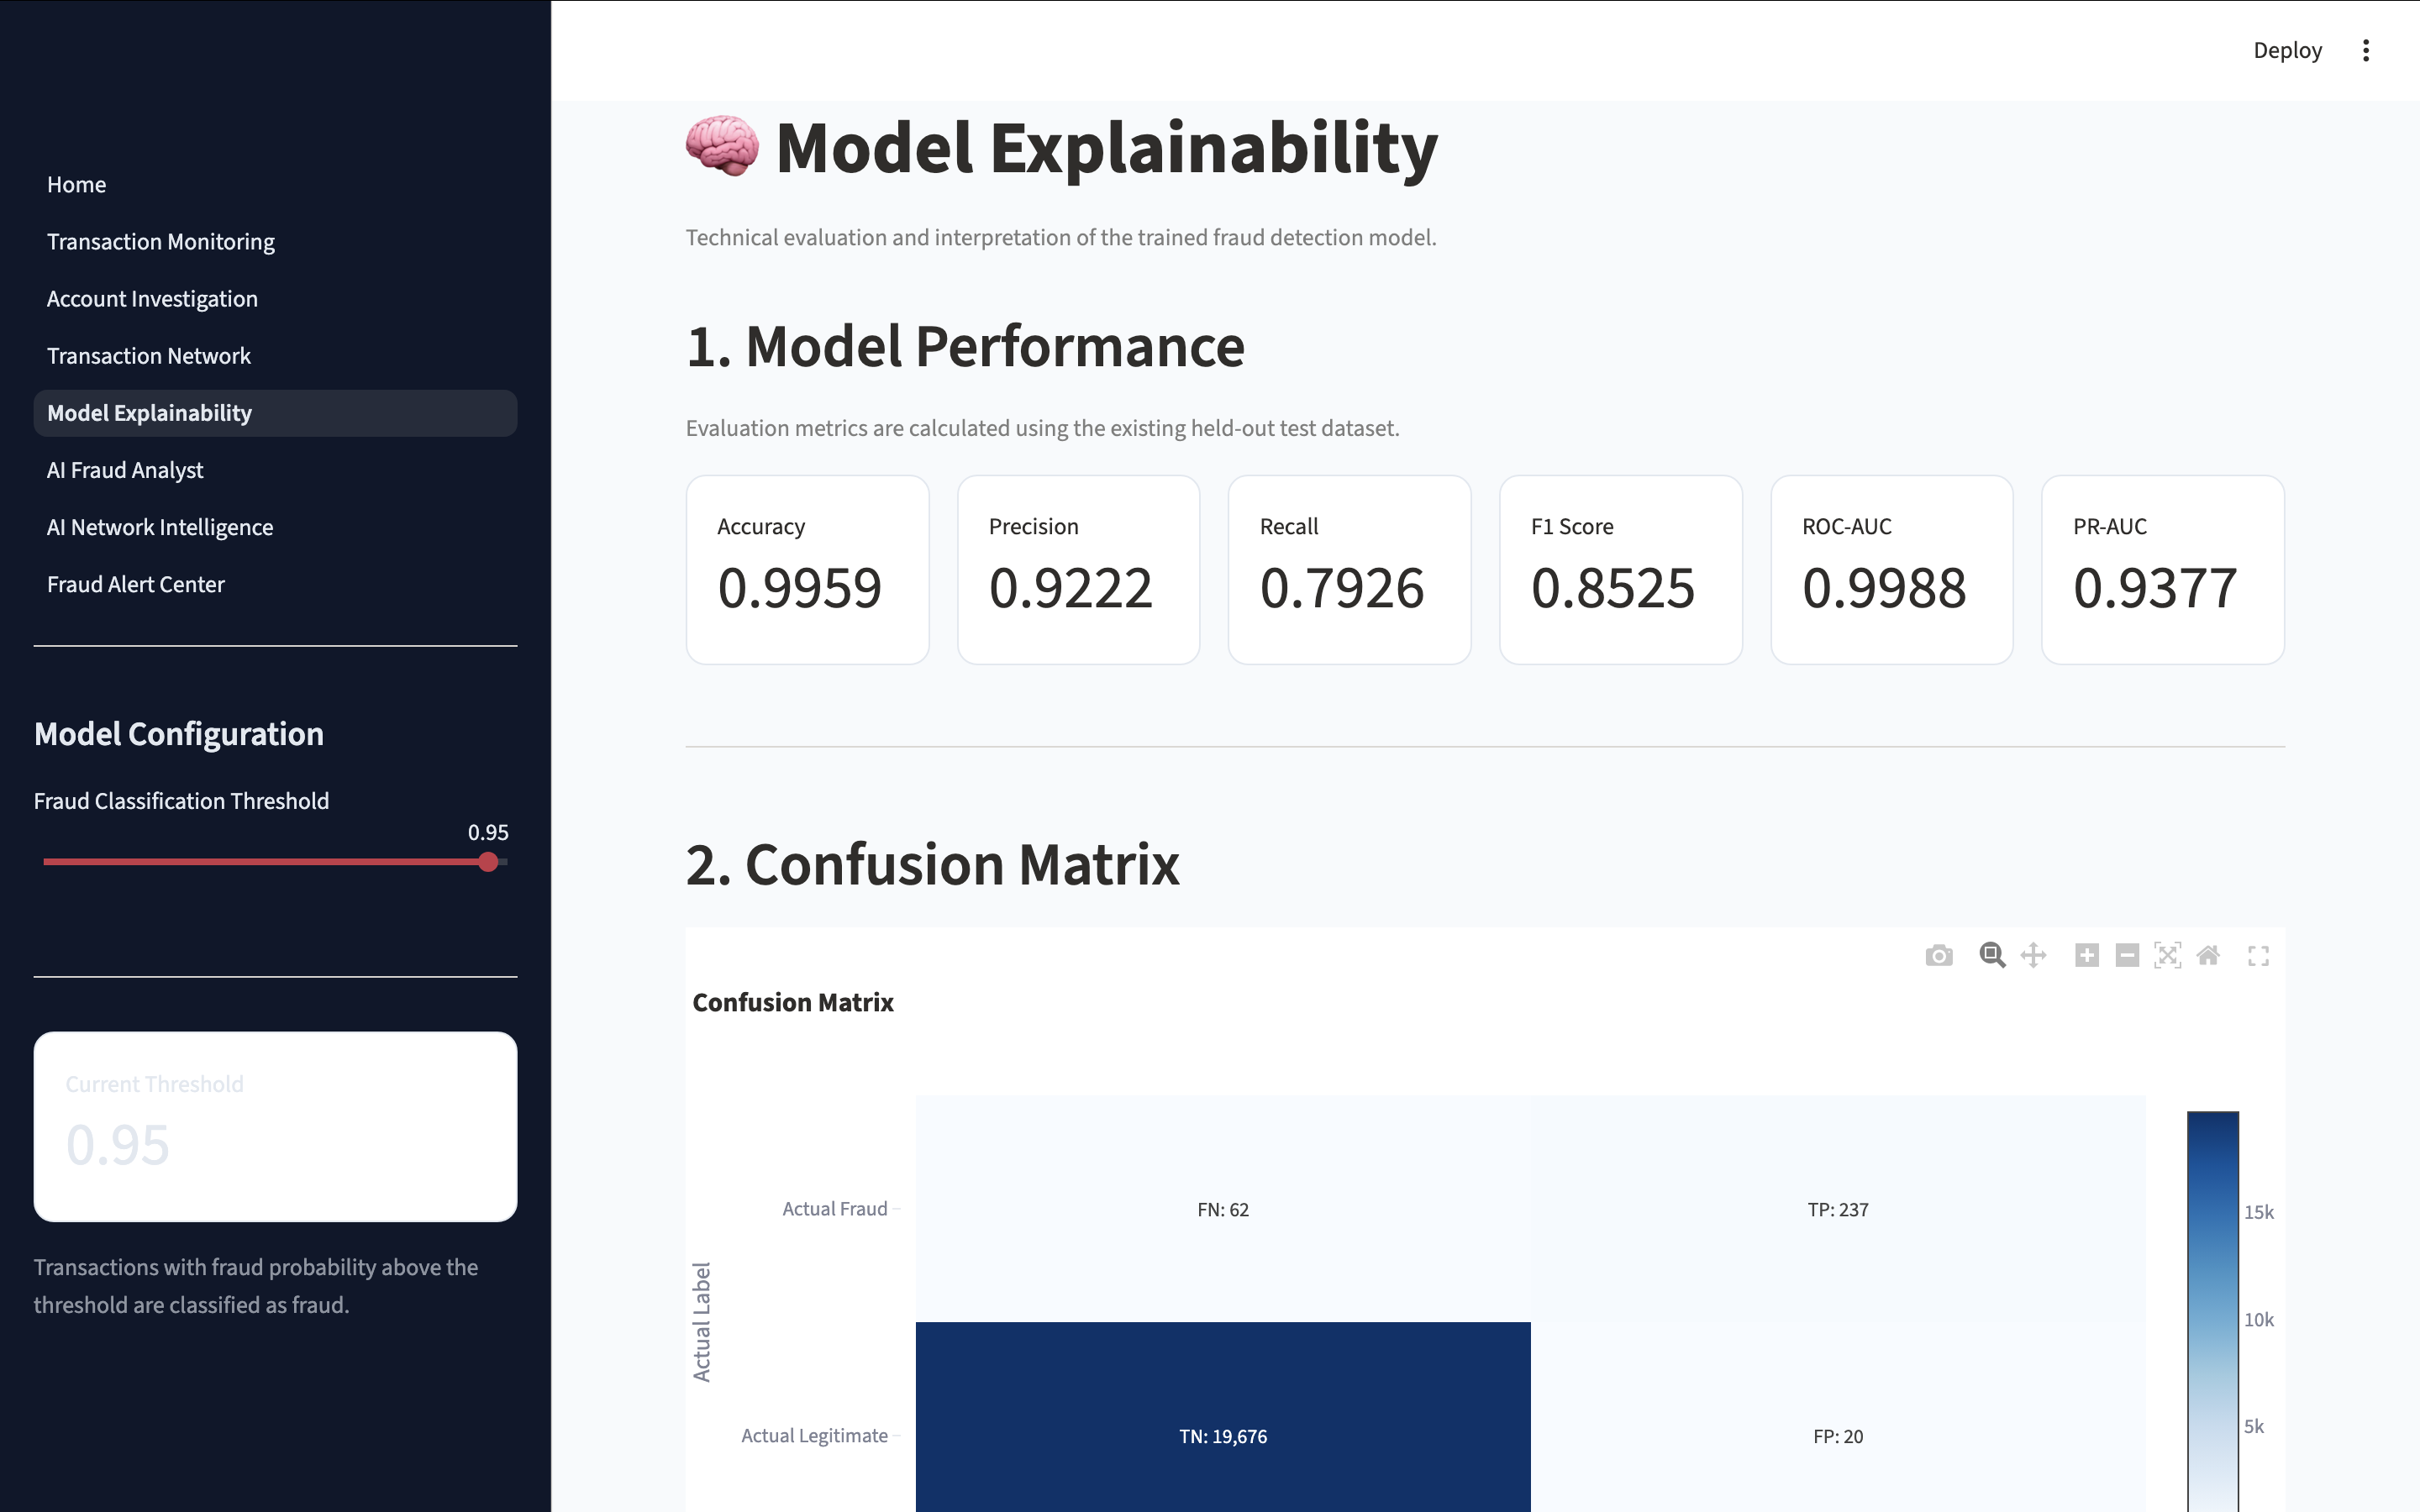 Deploy
Home
Transaction Monitoring
Account Investigation
Transaction Network
Model Explainability
AI Fraud Analyst
AI Network Intelligence
Fraud Alert Center
Model Configuration
Fraud Classification Threshold
0.95
Current Threshold
0.95
Transactions with fraud probability above the
threshold are classified as fraud.
Model Explainability
Technical evaluation and interpretation of the trained fraud detection model.
1. Model Performance
Evaluation metrics are calculated using the existing held-out test dataset.
Accuracy
0.9959
Precision
0.9222
Recall
0.7926
F1 Score
0.8525
ROC-AUC
0.9988
PR-AUC
0.9377
2. Confusion Matrix
Confusion Matrix
Actual Label
Actual Fraud
FN: 62
TP: 237
Actual Legitimate
TN: 19,676
FP: 20
15k
10k
5k